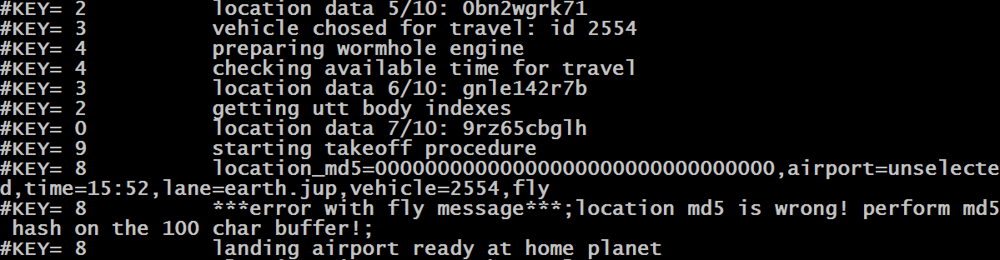 #KEY= 2 location data 5/10: 0bn2wgrk71
#KEY= 3 vehicle chosed for travel: id 2554
#KEY= 4 preparing wormhole engine
#KEY= 4 checking available time for travel
#KEY= 3 location data 6/10: gnle142r7b
#KEY= 2 getting utt body indexes
#KEY= 0 location data 7/10: 9rz65cbglh
#KEY= 9 starting takeoff procedure
#KEY= 8 location_md5=00000000000000000000000000000000,airport=unselecte
d,time=15:52,lane=earth.jup,vehicle=2554,fly
#KEY= 8 ***error with fly message***;location md5 is wrong! perform md5
hash on the 100 char buffer!;
#KEY= 8 landing airport ready at home planet